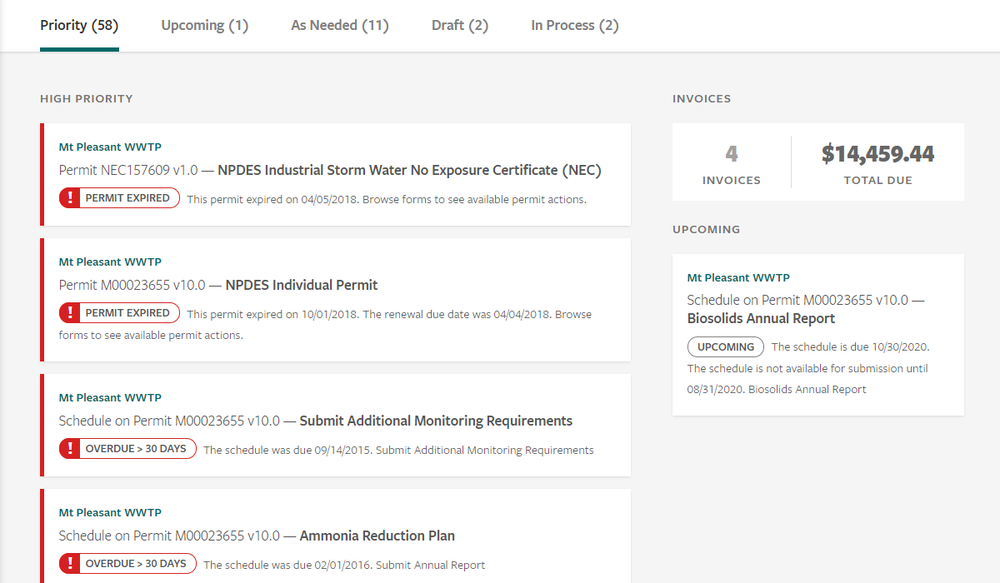 Priority (58)
Upcoming (1)
As Needed (11)
Draft (2)
In Process (2)
HIGH PRIORITY
Mt Pleasant WWTP
Permit NEC157609 v1.0 — NPDES Industrial Storm Water No Exposure Certificate (NEC)
! PERMIT EXPIRED This permit expired on 04/05/2018. Browse forms to see available permit actions.
Mt Pleasant WWTP
Permit M00023655 v10.0 — NPDES Individual Permit
! PERMIT EXPIRED This permit expired on 10/01/2018. The renewal due date was 04/04/2018. Browse
forms to see available permit actions.
Mt Pleasant WWTP
Schedule on Permit M00023655 v10.0 — Submit Additional Monitoring Requirements
! OVERDUE > 30 DAYS The schedule was due 09/14/2015. Submit Additional Monitoring Requirements
Mt Pleasant WWTP
Schedule on Permit M00023655 v10.0 — Ammonia Reduction Plan
! OVERDUE > 30 DAYS The schedule was due 02/01/2016. Submit Annual Report
INVOICES
4
INVOICES
$14,459.44
TOTAL DUE
UPCOMING
Mt Pleasant WWTP
Schedule on Permit M00023655 v10.0 —
Biosolids Annual Report
UPCOMING The schedule is due 10/30/2020.
The schedule is not available for submission until
08/31/2020. Biosolids Annual Report